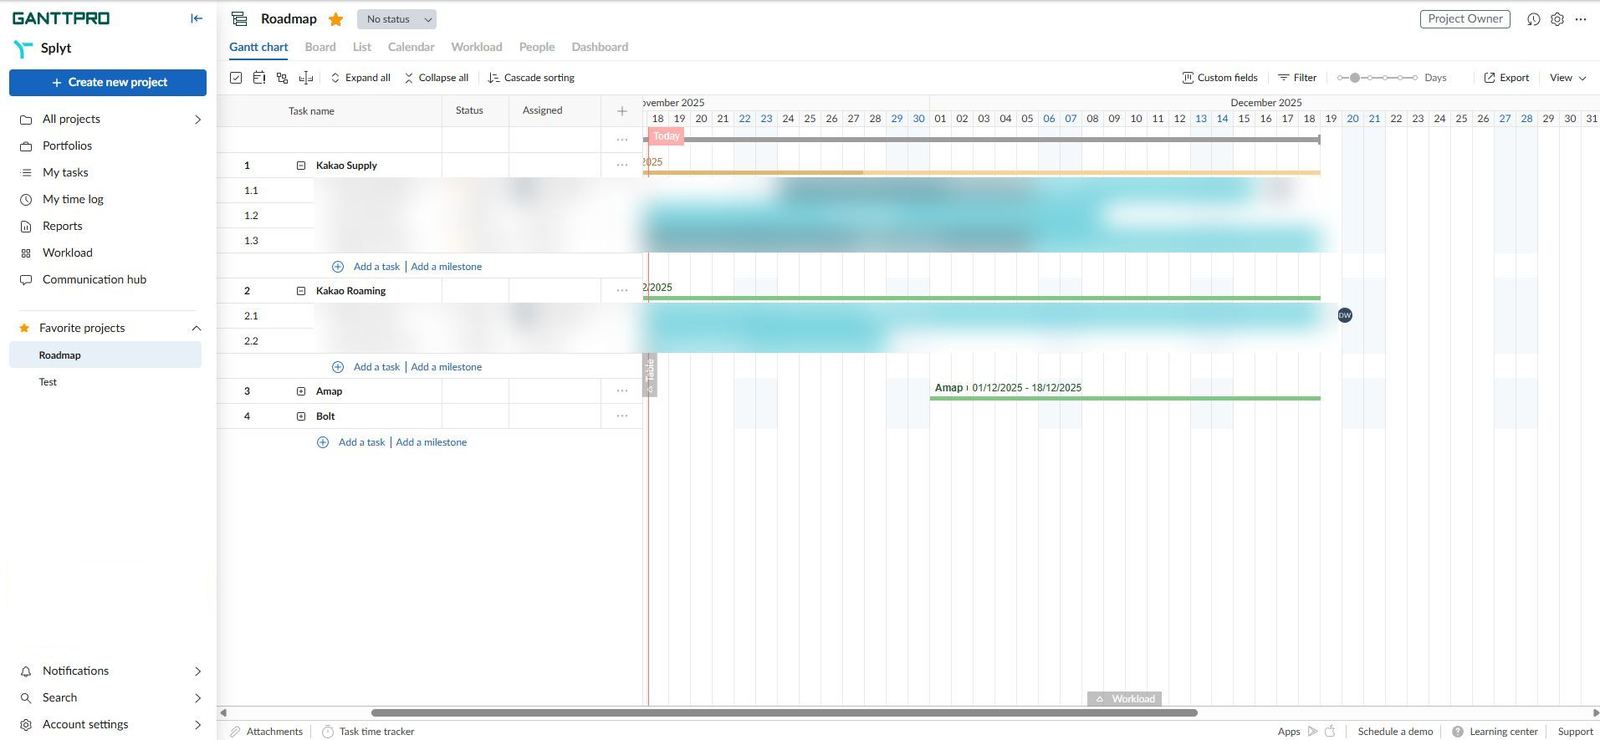 GANTTPRO
Splyt
+ Create new project
All projects
Portfolios
My tasks
My time log
Reports
Workload
Communication hub
Favorite projects
Roadmap
Test
Notifications
Search
Account settings
Roadmap
No status
Project Owner
Gantt chart Board List Calendar Workload People Dashboard
Expand all Collapse all Cascade sorting Custom fields Filter Days Export View
Task name Status Assigned
ovember 2025 December 2025
18 19 20 21 22 23 24 25 26 27 28 29 30 01 02 03 04 05 06 07 08 09 10 11 12 13 14 15 16 17 18 19 20 21 22 23 24 25 26 27 28 29 30 31
Today
1 Kakao Supply 2025
1.1
1.2
1.3
Add a task | Add a milestone
2 Kakao Roaming 2/2025
2.1 DW
2.2
Add a task | Add a milestone
Table
3 Amap Amap 01/12/2025 - 18/12/2025
4 Bolt
Add a task | Add a milestone
Workload
Attachments Task time tracker Apps Schedule a demo Learning center Support